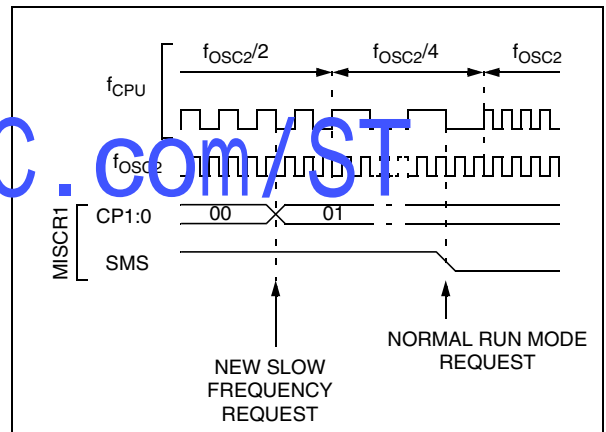 fOSC2/2 fOSC2/4 fOSC2
fCPU
C.com/ST
fOSC2
MISCR1
CP1:0 00 01
SMS
NEW SLOW
FREQUENCY
REQUEST
NORMAL RUN MODE
REQUEST